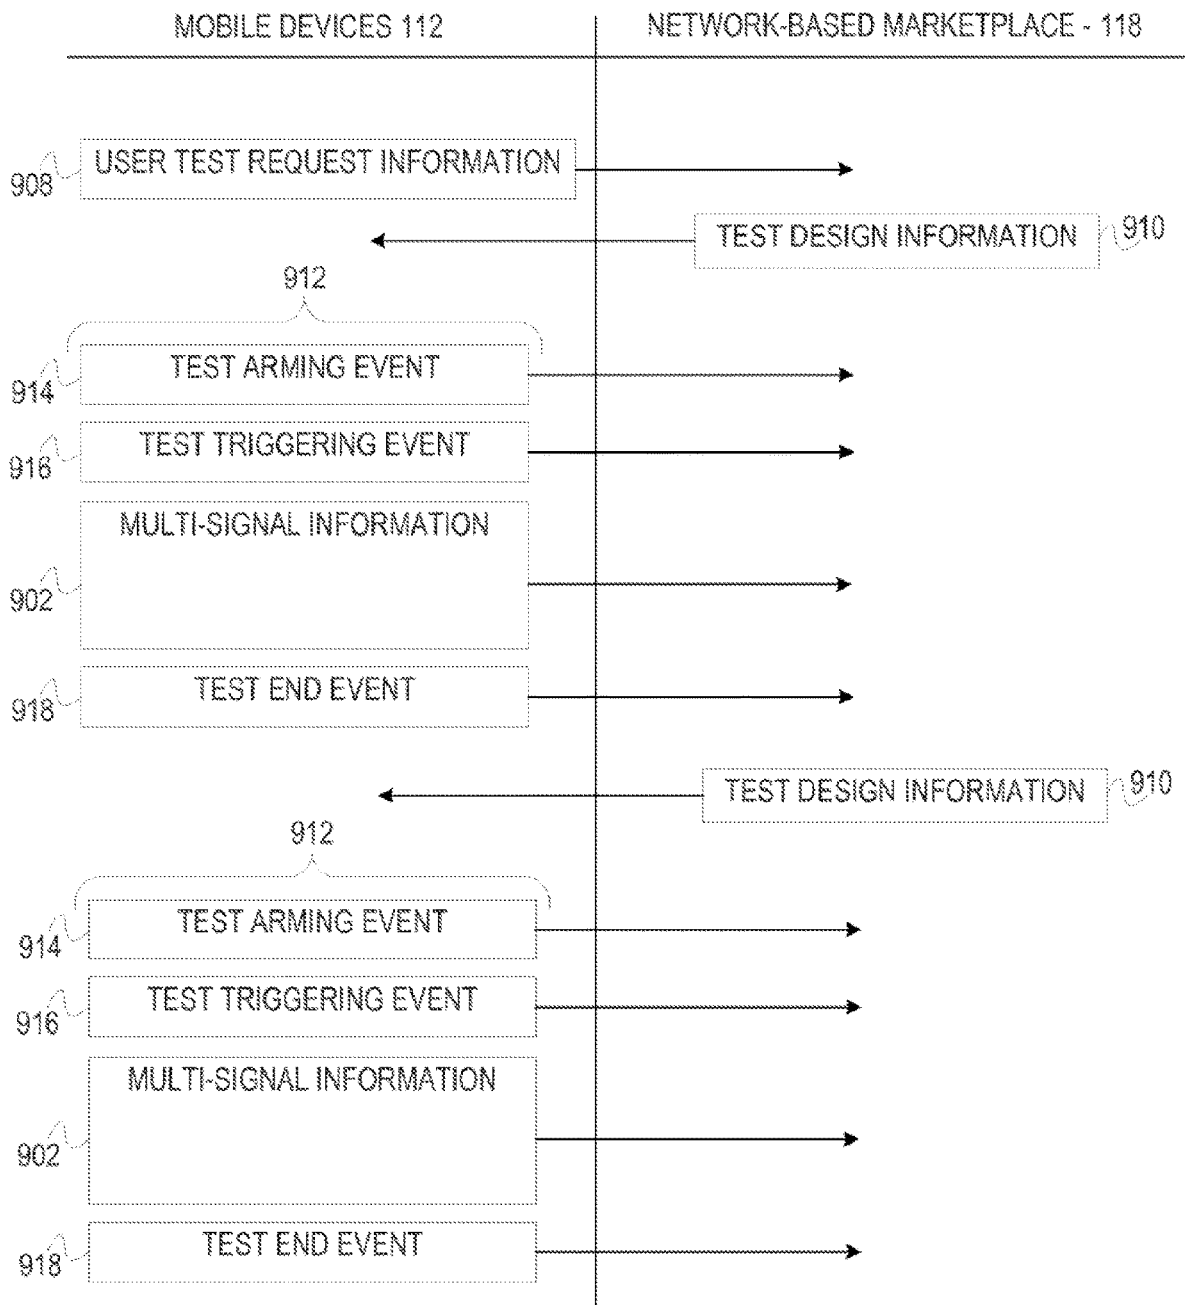 MOBILE DEVICES 112
NETWORK-BASED MARKETPLACE - 118
908
USER TEST REQUEST INFORMATION
TEST DESIGN INFORMATION
910
912
914
TEST ARMING EVENT
916
TEST TRIGGERING EVENT
MULTI-SIGNAL INFORMATION
902
918
TEST END EVENT
TEST DESIGN INFORMATION
910
912
914
TEST ARMING EVENT
916
TEST TRIGGERING EVENT
MULTI-SIGNAL INFORMATION
902
918
TEST END EVENT